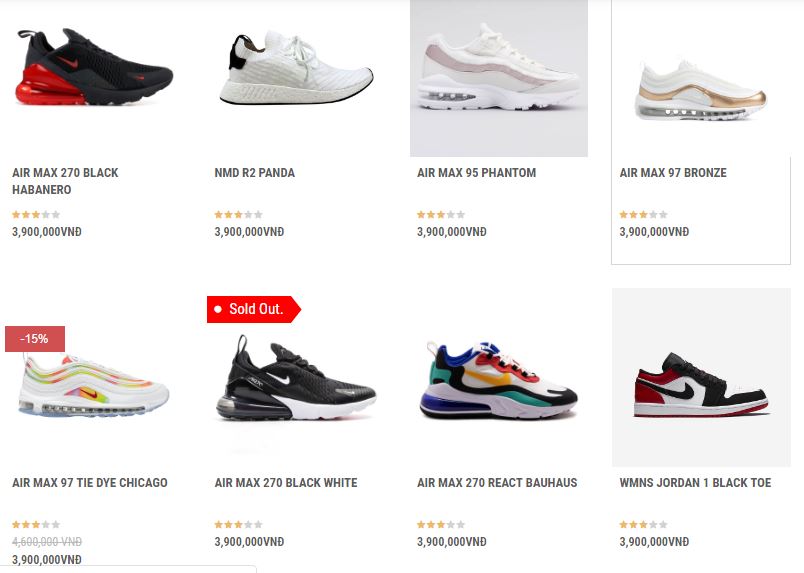 AIR MAX 270 BLACK
HABANERO
3,900,000VNĐ
NMD R2 PANDA
3,900,000VNĐ
AIR MAX 95 PHANTOM
3,900,000VNĐ
AIR MAX 97 BRONZE
3,900,000VNĐ
-15%
AIR MAX 97 TIE DYE CHICAGO
4,600,000 VNĐ
3,900,000VNĐ
Sold Out.
AIR MAX 270 BLACK WHITE
3,900,000VNĐ
AIR MAX 270 REACT BAUHAUS
3,900,000VNĐ
WMNS JORDAN 1 BLACK TOE
3,900,000VNĐ